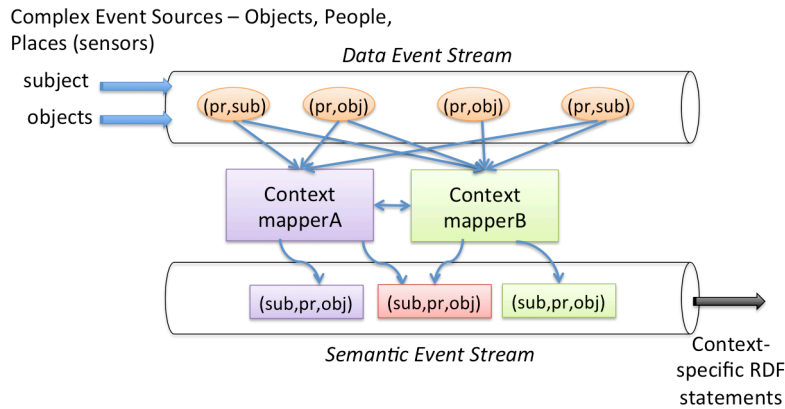 Complex Event Sources – Objects, People,
Places (sensors)
Data Event Stream
subject
objects
(pr,sub)
(pr,obj)
(pr,obj)
(pr,sub)
Context
mapperA
Context
mapperB
(sub,pr,obj)
(sub,pr,obj)
(sub,pr,obj)
Semantic Event Stream
Context-
specific RDF
statements